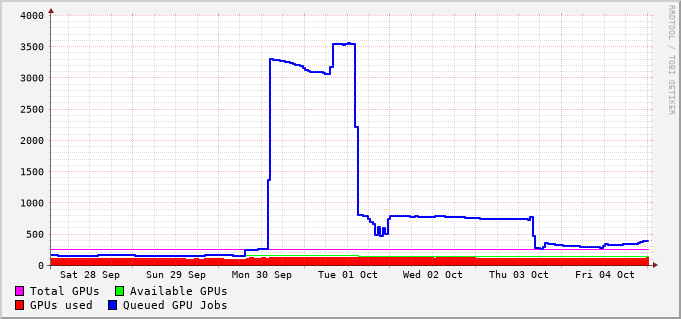 4000
3500
3000
2500
2000
1500
1000
500
0
Sat 28 Sep Sun 29 Sep Mon 30 Sep Tue 01 Oct Wed 02 Oct Thu 03 Oct Fri 04 Oct
Total GPUs Available GPUs
GPUs used Queued GPU Jobs
RRDTOOL / TOBI OETIKER